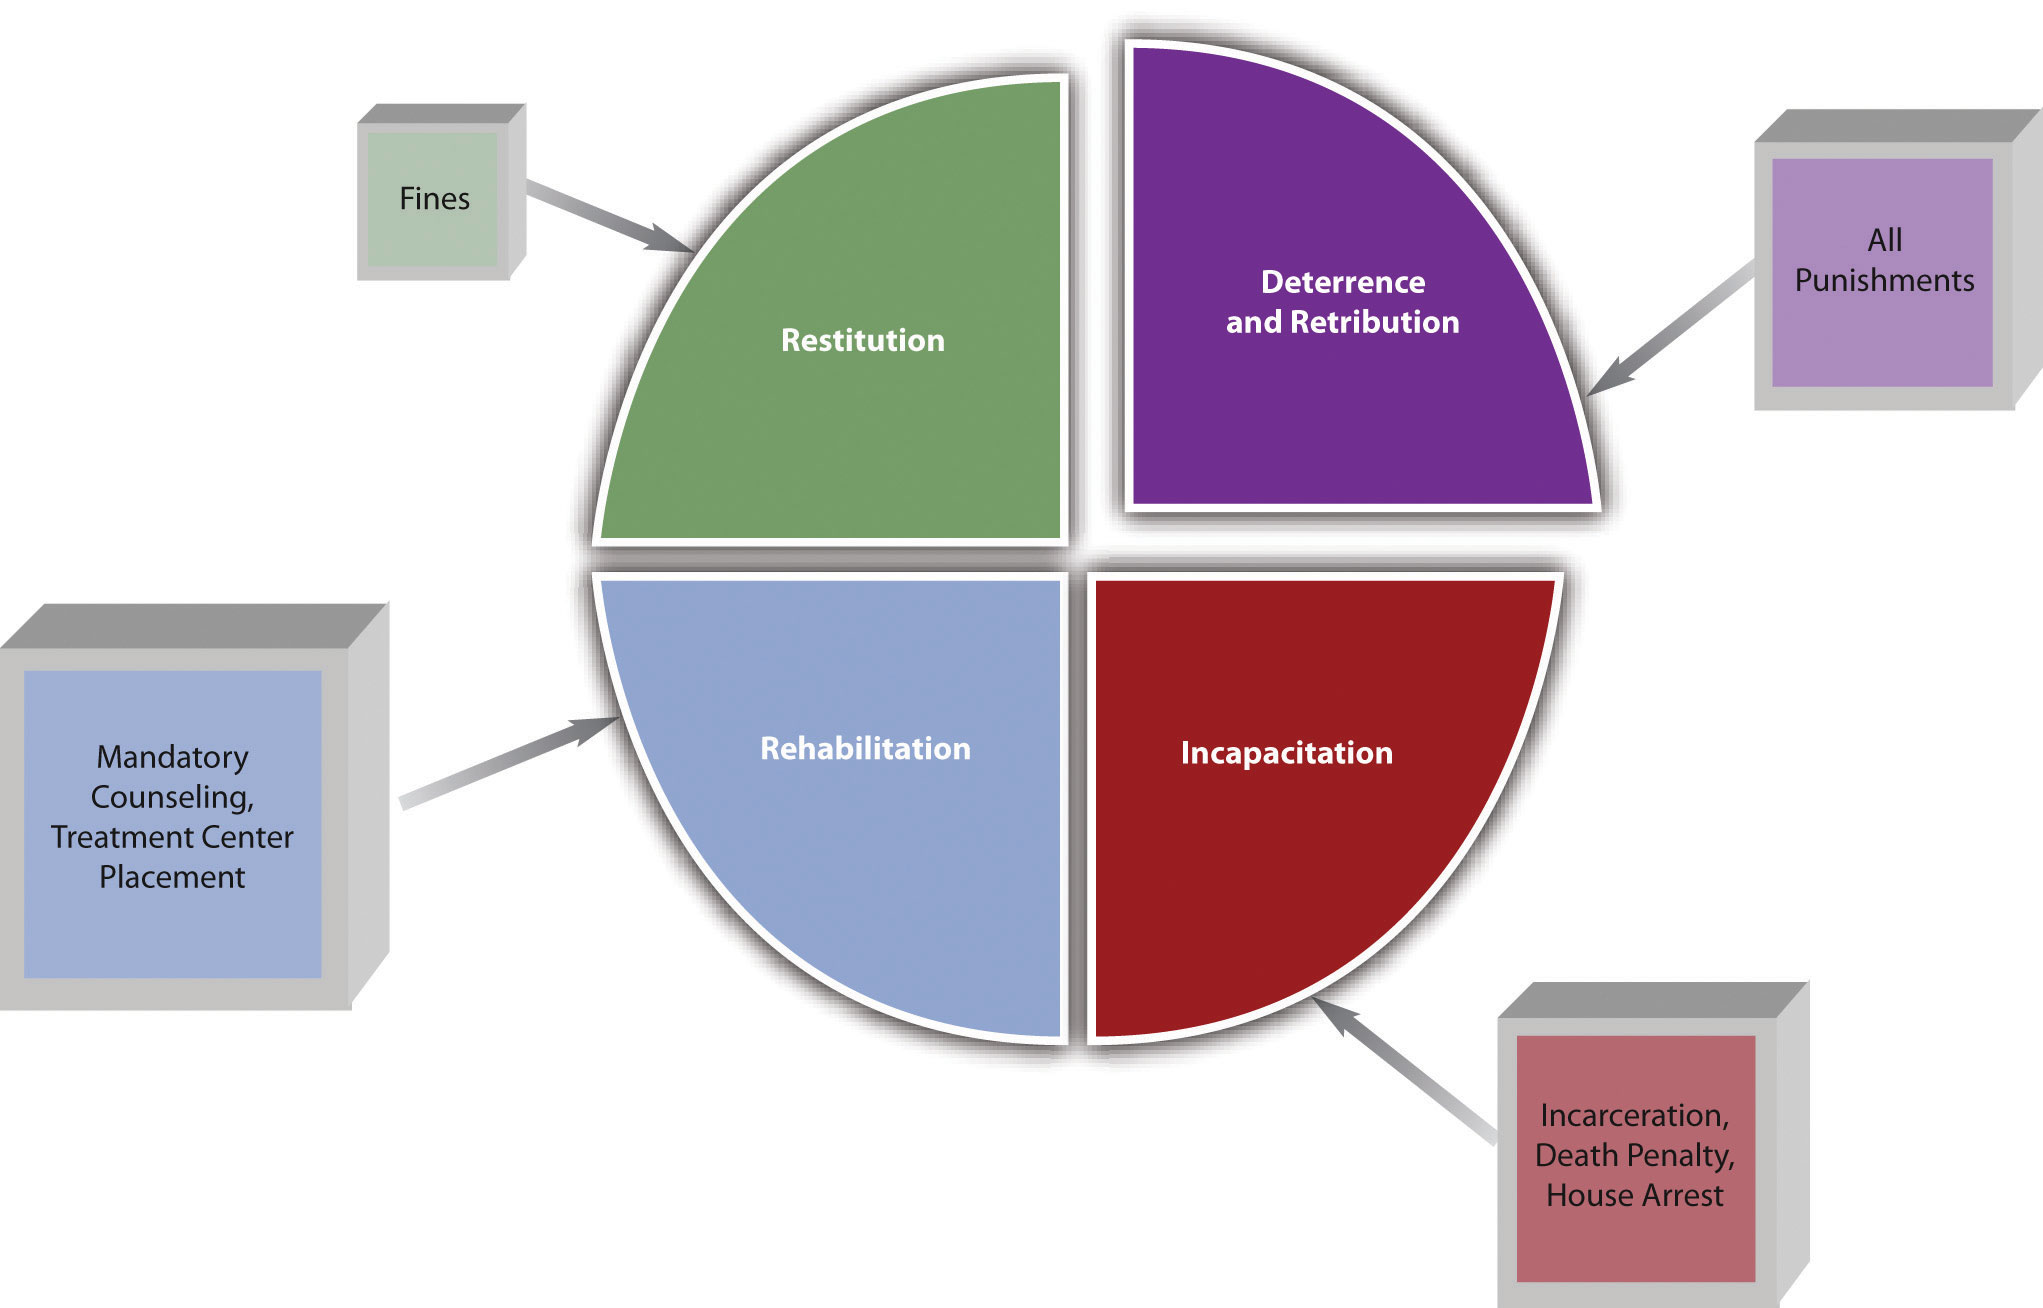 Fines
Restitution
Deterrence
and Retribution
All
Punishments
Mandatory
Counseling,
Treatment Center
Placement
Rehabilitation
Incapacitation
Incarceration,
Death Penalty,
House Arrest